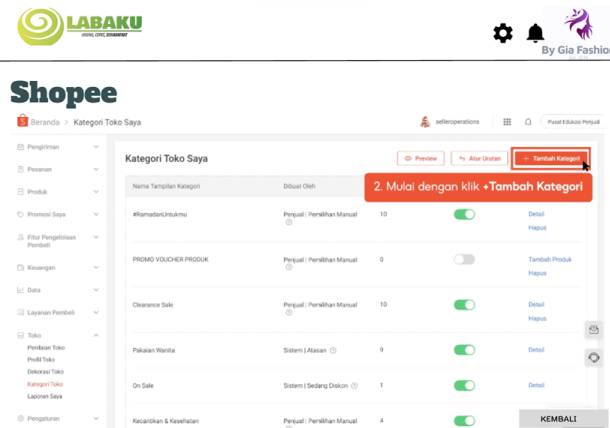 LABAKU
By Gia Fashion
Shopee
Beranda > Kategori Toko Saya
selleroperations
Pusat Edukasi Penjual
Pengiriman
Pesanan
Produk
Promosi Saya
Fitur Pengelolaan Pembeli
Keuangan
Data
Layanan Pembeli
Toko
Penilaian Toko
Profil Toko
Dekorasi Toko
Kategori Toko
Laporan Saya
Pengaturan
Kategori Toko Saya
Preview
Atur Urutan
+ Tambah Kategori
2. Mulai dengan klik +Tambah Kategori
Nama Tampilan Kategori Dibuat Oleh
#RamadanUntukmu Penjual | Pemilihan Manual 10 Detail
Hapus
PROMO VOUCHER PRODUK Penjual | Pemilihan Manual 0 Tambah Produk
Hapus
Clearance Sale Penjual | Pemilihan Manual 10 Detail
Hapus
Pakaian Wanita Sistem | Atasan 9 Detail
On Sale Sistem | Sedang Diskon 1 Detail
Kecantikan & Kesehatan Penjual | Pemilihan Manual 4
KEMBALI